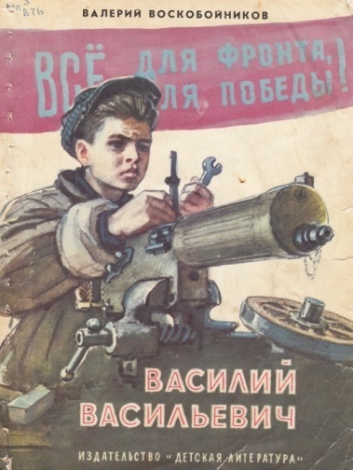 ВАЛЕРИЙ ВОСКОБОЙНИКОВ
ВСЁ ДЛЯ ФРОНТА,
ДЛЯ ПОБЕДЫ!
ВАСИЛИЙ
ВАСИЛЬЕВИЧ
ИЗДАТЕЛЬСТВО «ДЕТСКАЯ ЛИТЕРАТУРА»